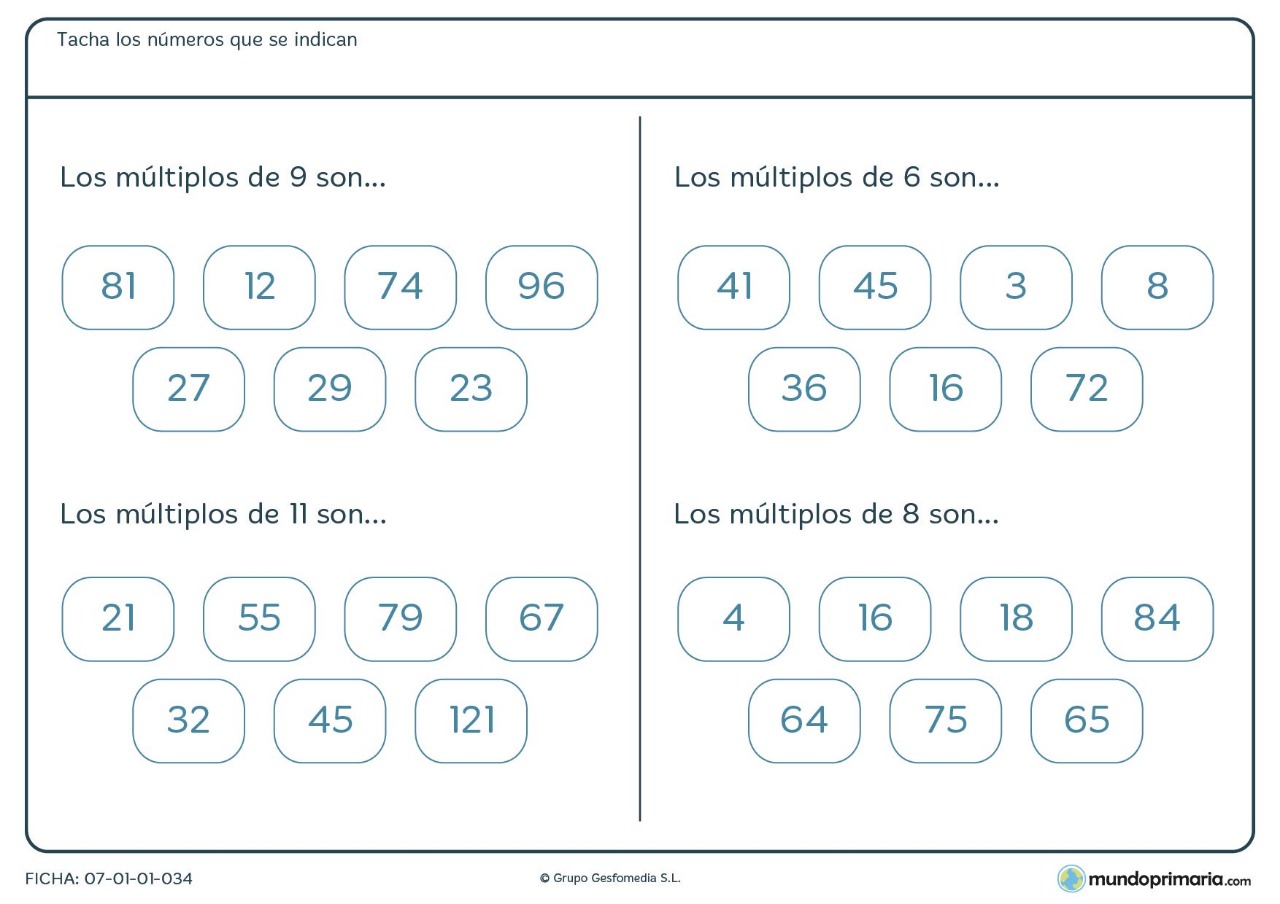 Tacha los números que se indican
Los múltiplos de 9 son...
81 12 74 96
27 29 23
Los múltiplos de 11 son...
21 55 79 67
32 45 121
Los múltiplos de 6 son...
41 45 3 8
36 16 72
Los múltiplos de 8 son...
4 16 18 84
64 75 65
FICHA: 07-01-01-034
© Grupo Gesfomedia S.L.
mundoprimaria.com